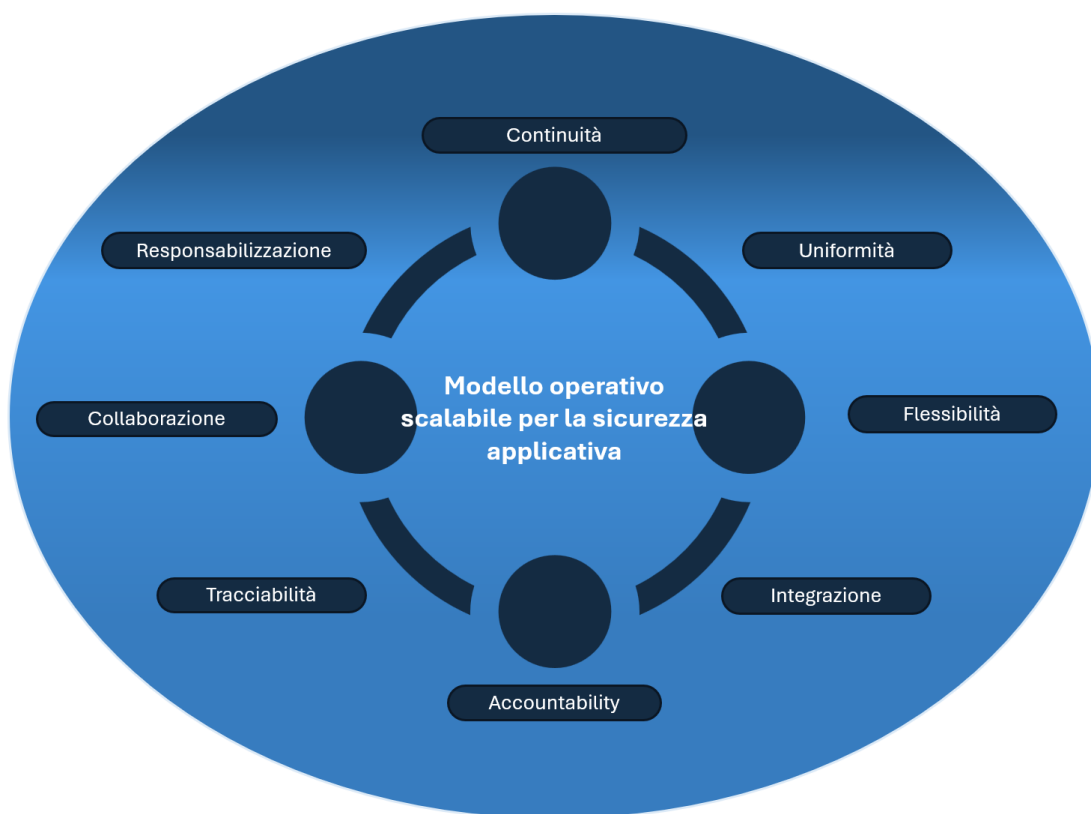 Continuità
Responsabilizzazione
Uniformità
Modello operativo
scalabile per la sicurezza
applicativa
Collaborazione
Flessibilità
Tracciabilità
Integrazione
Accountability